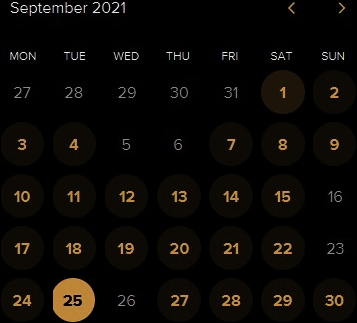 September 2021 < >
MON TUE WED THU FRI SAT SUN
27 28 29 30 31 1 2
3 4 5 6 7 8 9
10 11 12 13 14 15 16
17 18 19 20 21 22 23
24 25 26 27 28 29 30